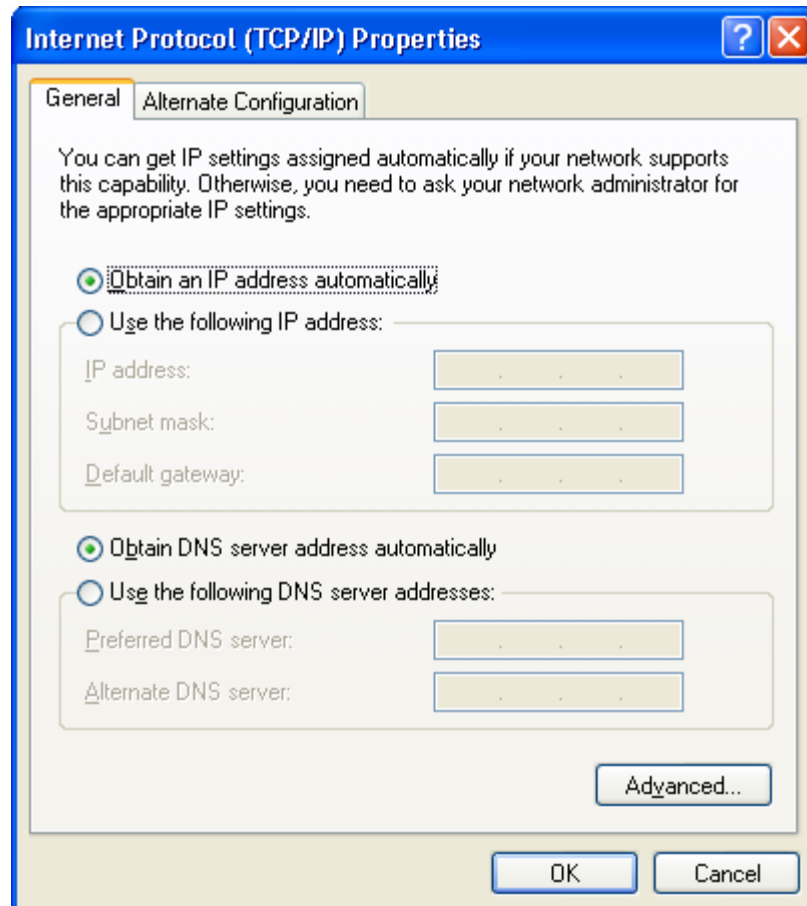 Internet Protocol (TCP/IP) Properties
General
Alternate Configuration
You can get IP settings assigned automatically if your network supports
this capability. Otherwise, you need to ask your network administrator for
the appropriate IP settings.
Obtain an IP address automatically
Use the following IP address:
IP address:
Subnet mask:
Default gateway:
Obtain DNS server address automatically
Use the following DNS server addresses:
Preferred DNS server:
Alternate DNS server:
Advanced...
OK
Cancel